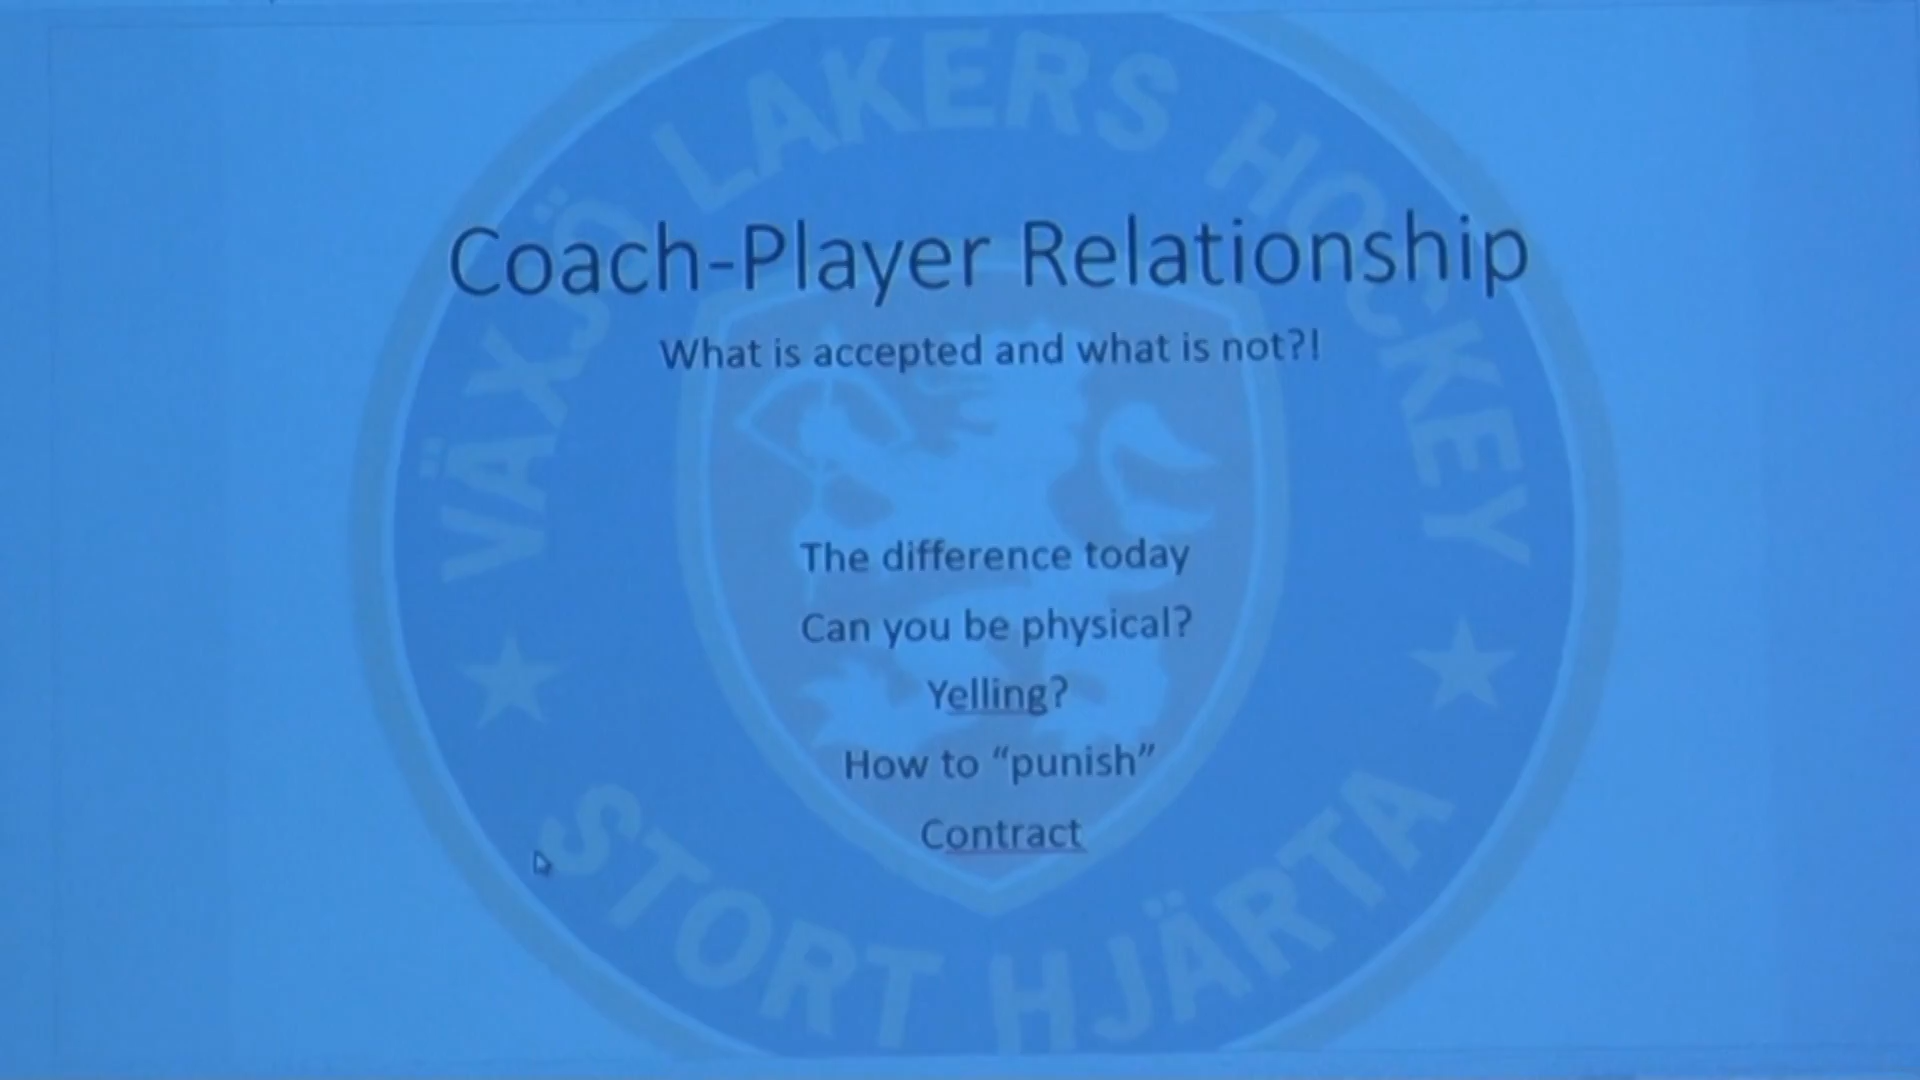 VÄXJÖ LAKERS HOCKEY
Coach-Player Relationship
What is accepted and what is not?!
The difference today
Can you be physical?
Yelling?
How to “punish”
Contract
STORT HJÄRTA